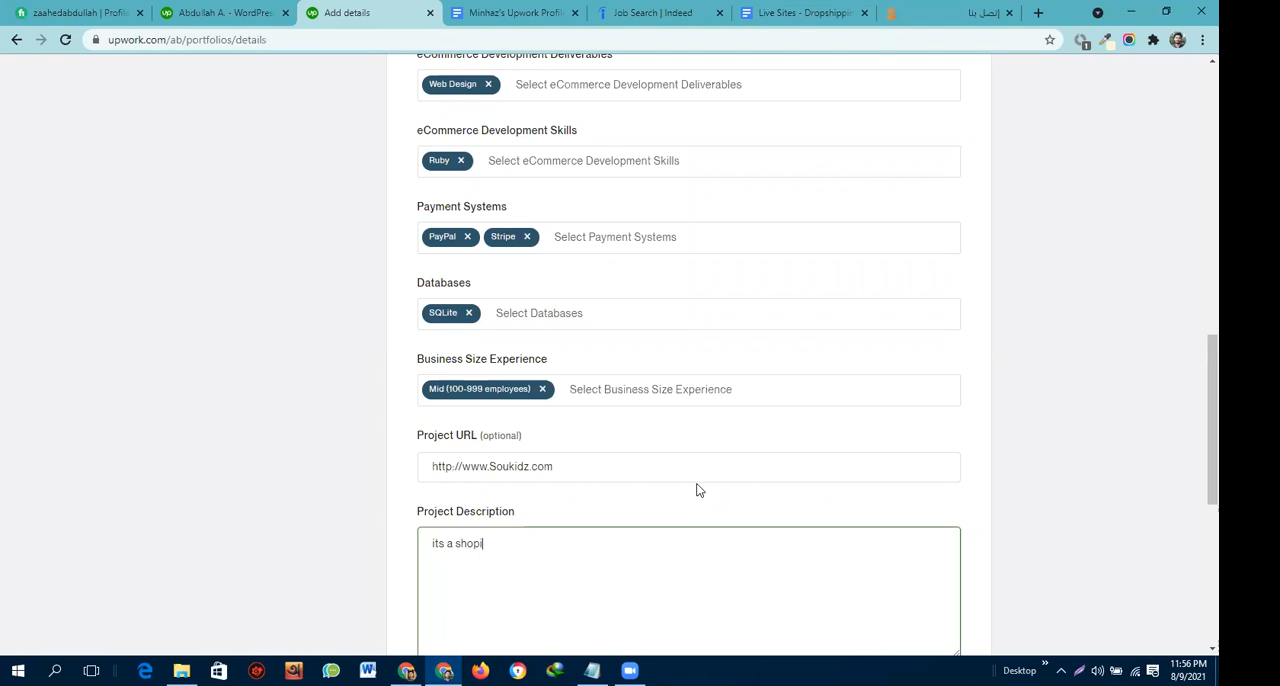 zaahedabdullah | Profil
Abdullah A. - WordPres
Add details
Minhaz's Upwork Profil
Job Search | Indeed
Live Sites - Dropshippin
إتصل بنا
upwork.com/ab/portfolios/details
eCommerce Development Deliverables
Web Design Select eCommerce Development Deliverables
eCommerce Development Skills
Ruby Select eCommerce Development Skills
Payment Systems
PayPal Stripe Select Payment Systems
Databases
SQLite Select Databases
Business Size Experience
Mid (100-999 employees) Select Business Size Experience
Project URL (optional)
http://www.Soukidz.com
Project Description
its a shopi
Desktop
11:56 PM
8/9/2021